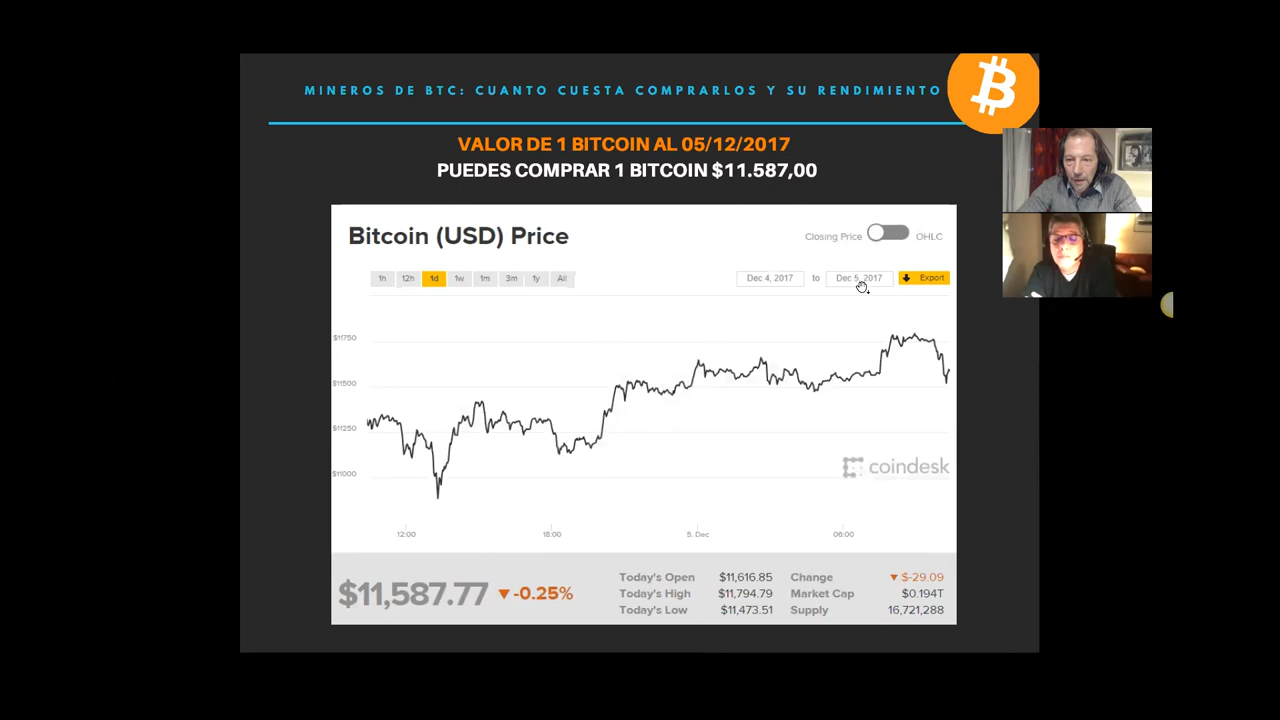 MINEROS DE BTC: CUANTO CUESTA COMPRARLOS Y SU RENDIMIENTO
VALOR DE 1 BITCOIN AL 05/12/2017
PUEDES COMPRAR 1 BITCOIN $11.587,00
Bitcoin (USD) Price
Closing Price OHLC
1h 12h 1d 1w 1m 3m 1y All
Dec 4, 2017 to Dec 5, 2017 Export
$11750
$11500
$11250
$11000
coindesk
12:00 18:00 5. Dec 06:00
$11,587.77 -0.25%
Today's Open $11,616.85 Change $-29.09
Today's High $11,794.79 Market Cap $0.194T
Today's Low $11,473.51 Supply 16,721,288